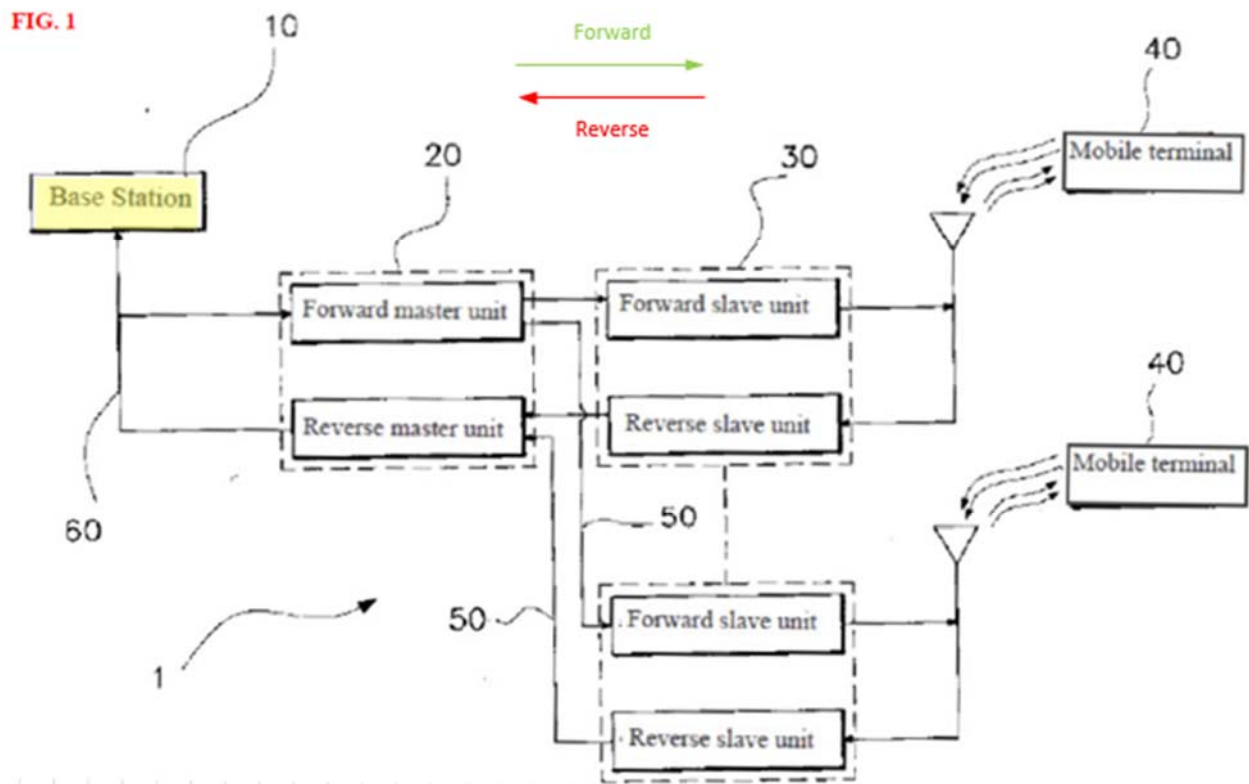 FIG. 1
10
Forward
Reverse
40
Mobile terminal
20
30
Base Station
Forward master unit
Forward slave unit
40
Reverse master unit
Reverse slave unit
Mobile terminal
60
50
50
Forward slave unit
1
Reverse slave unit